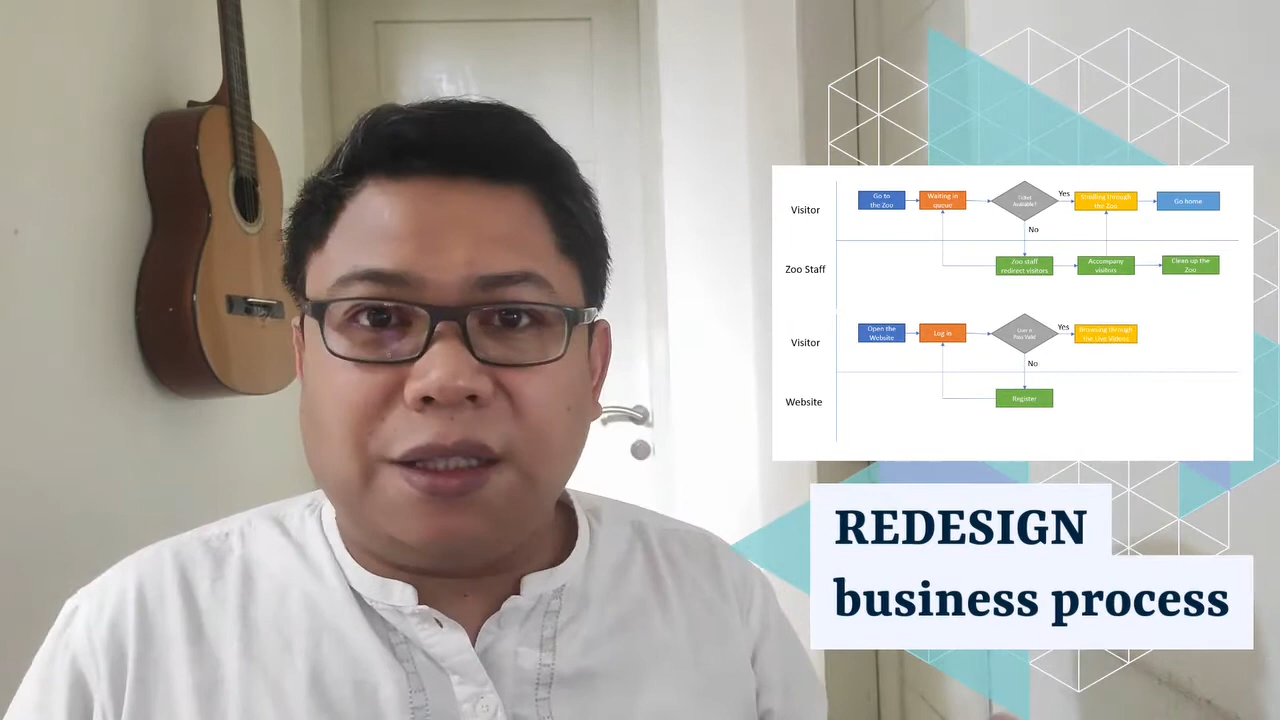 Visitor
Go to
the Zoo
Waiting in
queue
Ticket
Available?
Yes
Strolling through
the Zoo
Go home
No
Zoo Staff
Zoo staff
redirect visitors
Accompany
visitors
Clean up the
Zoo
Visitor
Open the
Website
Log in
User n
Pass Valid
Yes
Browsing through
the Live Videos
No
Website
Register
REDESIGN
business process